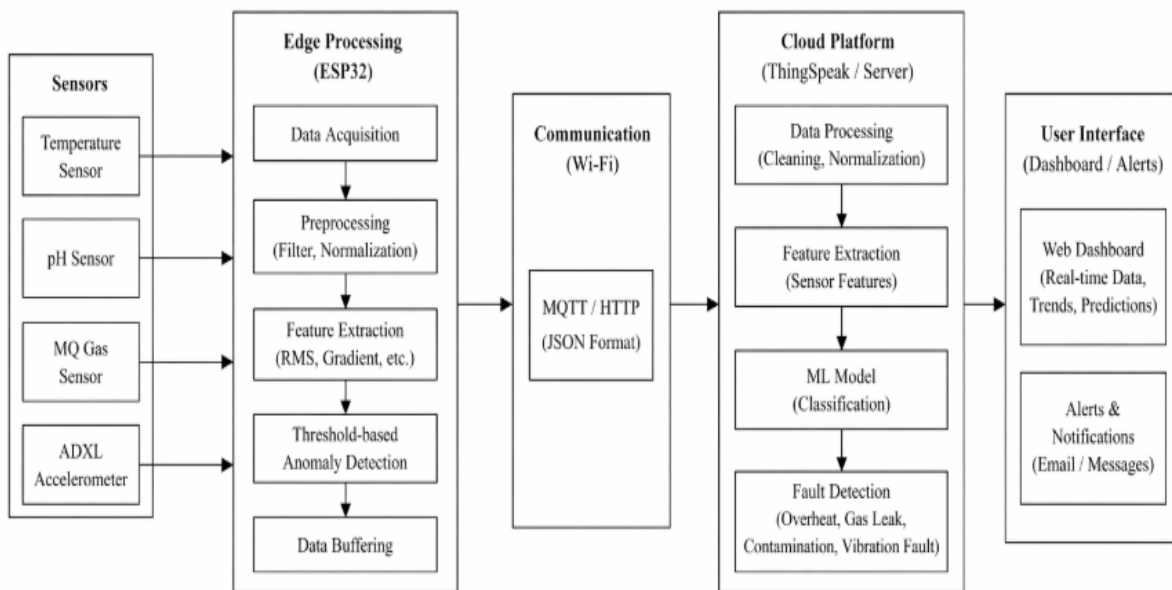 Sensors
Temperature
Sensor
pH Sensor
MQ Gas
Sensor
ADXL
Accelerometer
Edge Processing
(ESP32)
Data Acquisition
Preprocessing
(Filter, Normalization)
Feature Extraction
(RMS, Gradient, etc.)
Threshold-based
Anomaly Detection
Data Buffering
Communication
(Wi-Fi)
MQTT / HTTP
(JSON Format)
Cloud Platform
(ThingSpeak / Server)
Data Processing
(Cleaning, Normalization)
Feature Extraction
(Sensor Features)
ML Model
(Classification)
Fault Detection
(Overheat, Gas Leak,
Contamination, Vibration Fault)
User Interface
(Dashboard / Alerts)
Web Dashboard
(Real-time Data,
Trends, Predictions)
Alerts &
Notifications
(Email / Messages)